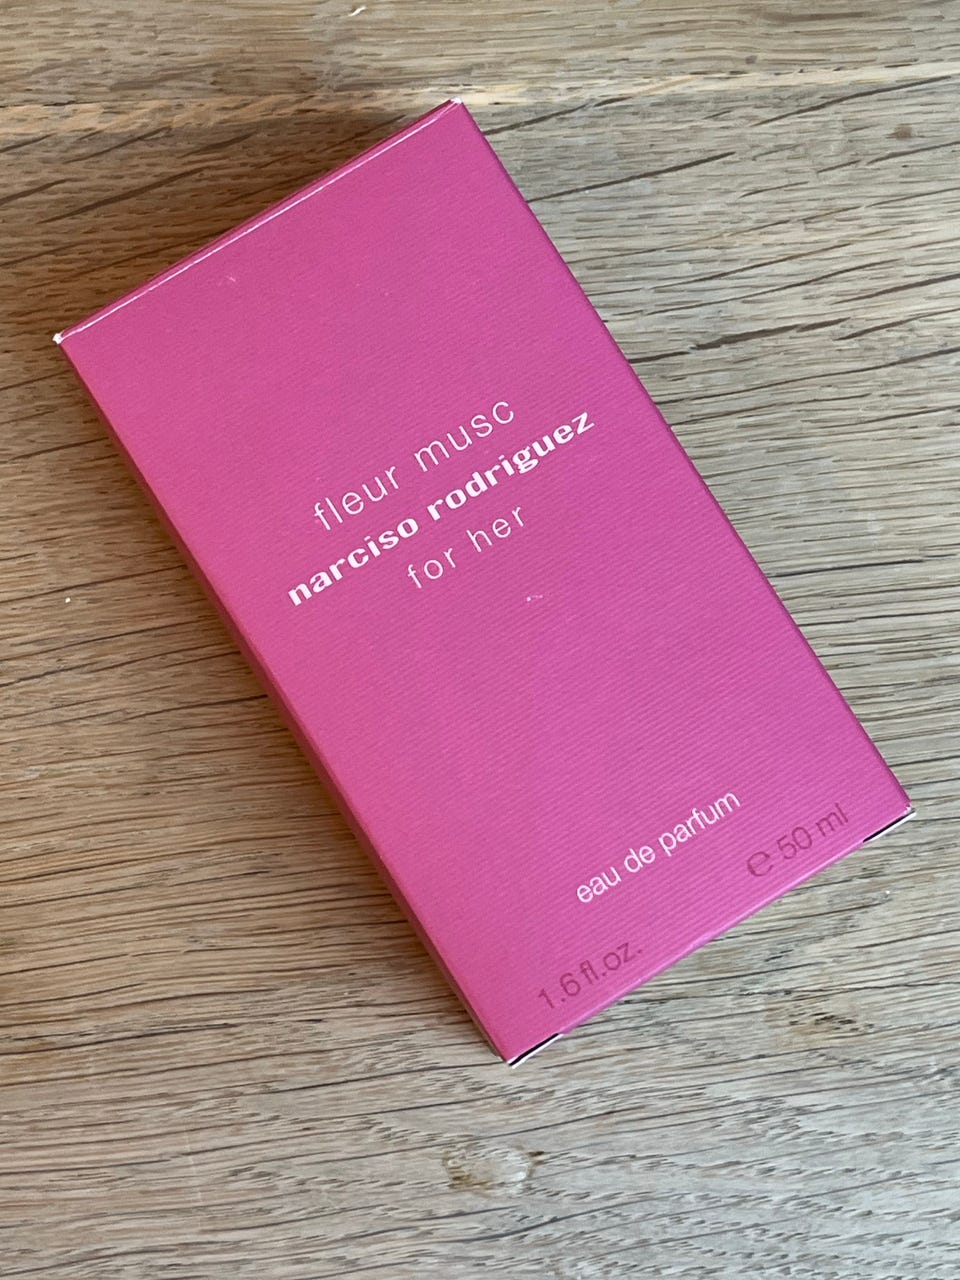 fleur musc
narciso rodriguez
for her
eau de parfum
1.6 fl.oz. ℮ 50 ml